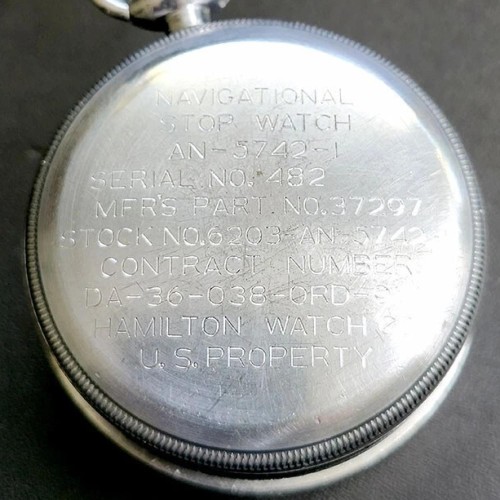 NAVIGATIONAL
STOP WATCH
AN-5742-1
SERIAL NO. 482
MFR'S PART. NO. 37297
STOCK NO. 6203-AN-5742
CONTRACT NUMBER
DA-36-038-ORD-
HAMILTON WATCH
U. S. PROPERTY